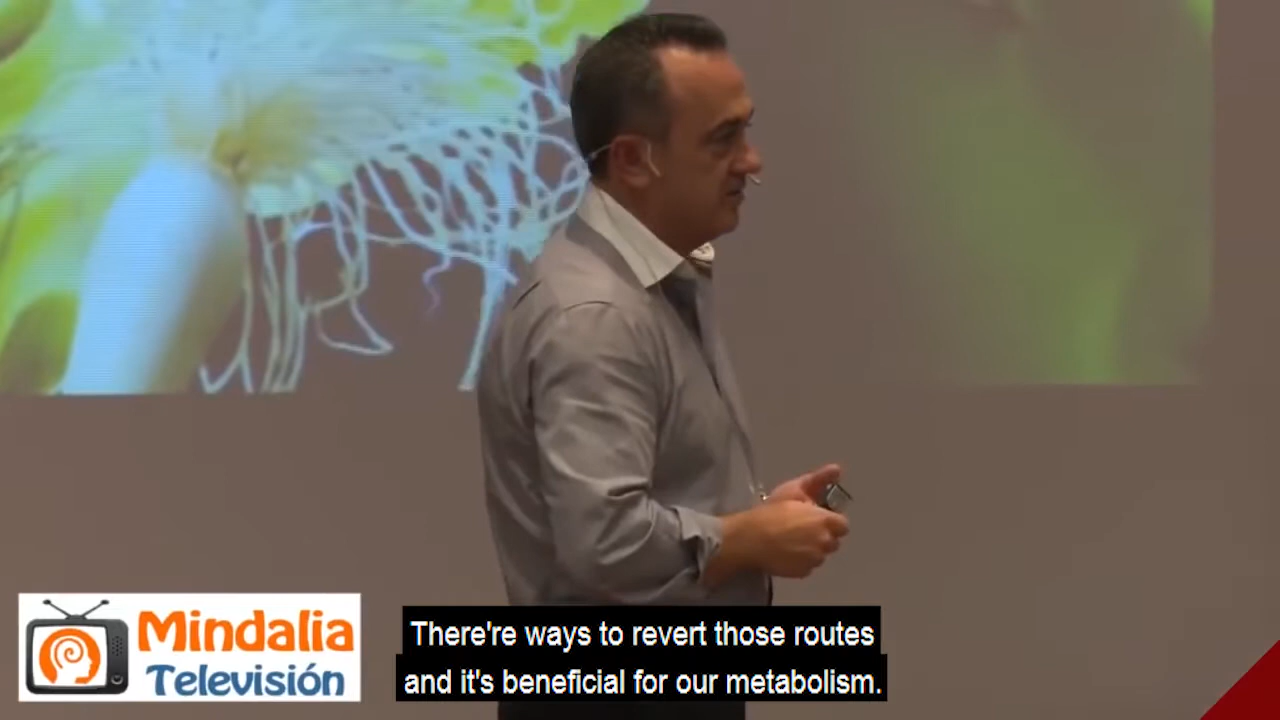 Mindalia
Televisión
There're ways to revert those routes
and it's beneficial for our metabolism.